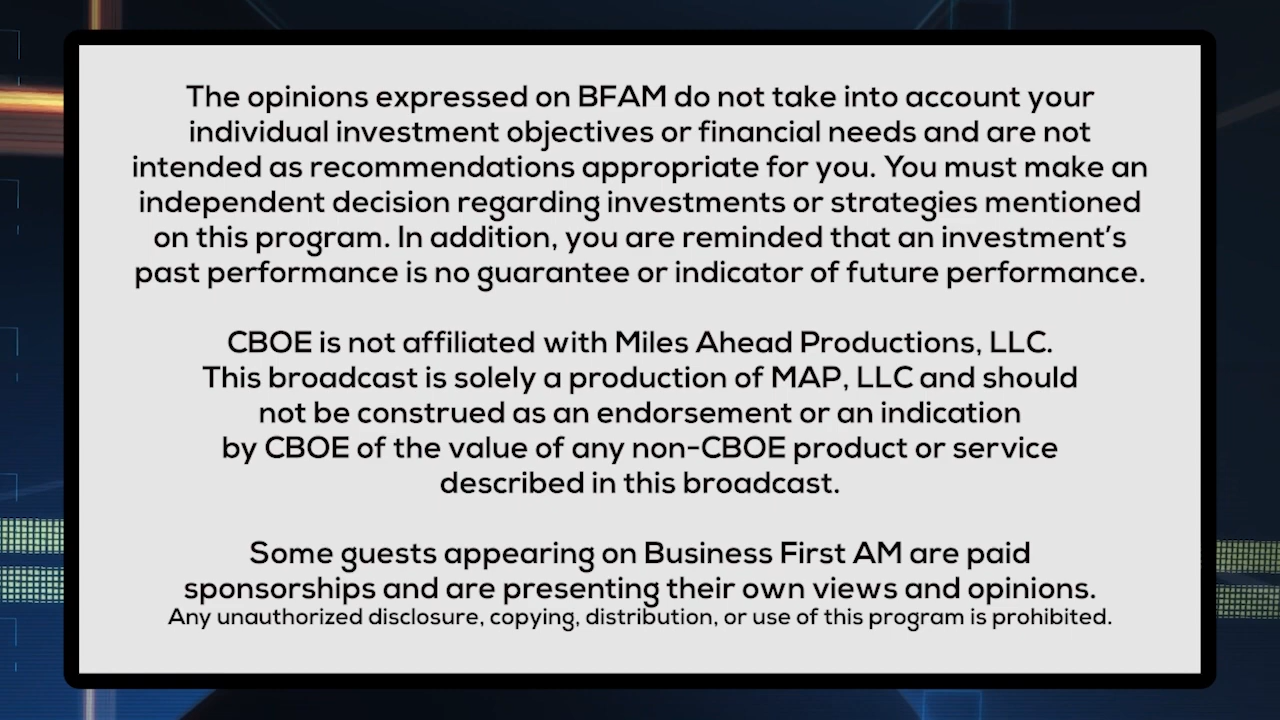 The opinions expressed on BFAM do not take into account your
individual investment objectives or financial needs and are not
intended as recommendations appropriate for you. You must make an
independent decision regarding investments or strategies mentioned
on this program. In addition, you are reminded that an investment's
past performance is no guarantee or indicator of future performance.
CBOE is not affiliated with Miles Ahead Productions, LLC.
This broadcast is solely a production of MAP, LLC and should
not be construed as an endorsement or an indication
by CBOE of the value of any non-CBOE product or service
described in this broadcast.
Some guests appearing on Business First AM are paid
sponsorships and are presenting their own views and opinions.
Any unauthorized disclosure, copying, distribution, or use of this program is prohibited.